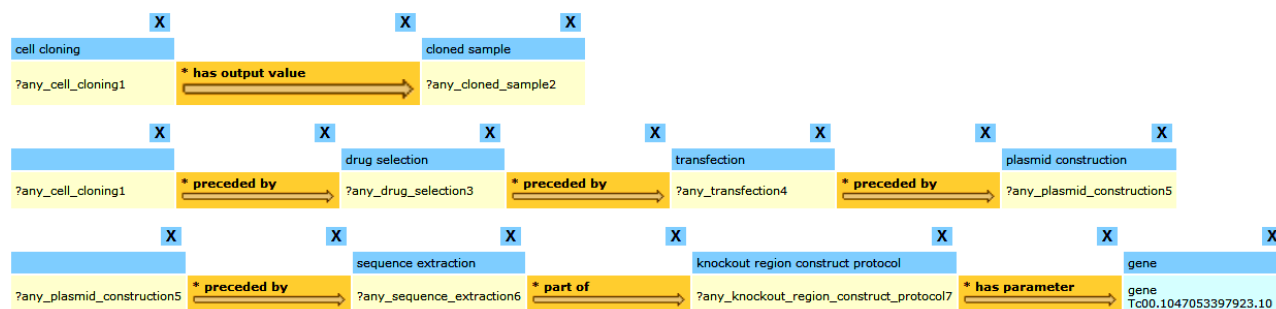 X X X
cell cloning cloned sample
* has output value
?any_cell_cloning1 ?any_cloned_sample2
X X X X X X
drug selection transfection plasmid construction
* preceded by * preceded by * preceded by
?any_cell_cloning1 ?any_drug_selection3 ?any_transfection4 ?any_plasmid_construction5
X X X X X X X
sequence extraction knockout region construct protocol gene
* preceded by * part of * has parameter
?any_plasmid_construction5 ?any_sequence_extraction6 ?any_knockout_region_construct_protocol7 gene
Tc00.1047053397923.10